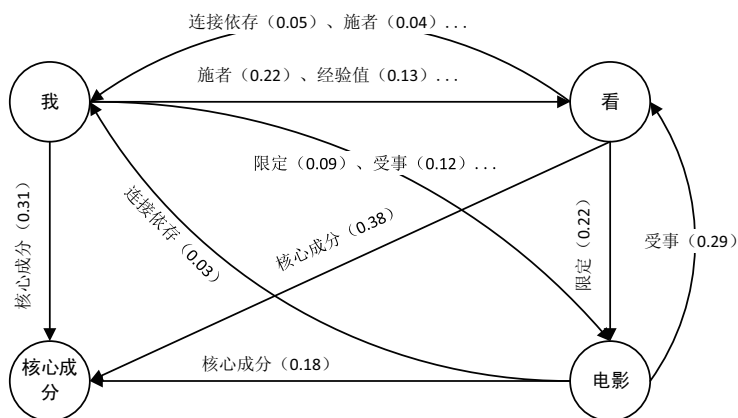 连接依存（0.05）、施者（0.04）...
施者（0.22）、经验值（0.13）...
我
看
限定（0.09）、受事（0.12）...
核心成分（0.31）
连接依存（0.03）
核心成分（0.38）
限定（0.22）
受事（0.29）
核心成分（0.18）
核心成
分
电影